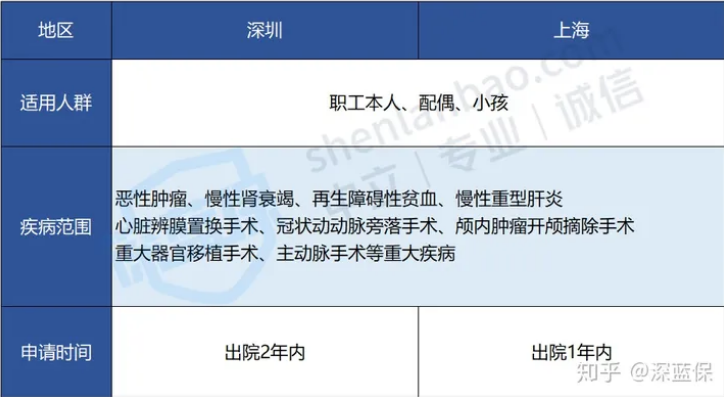 地区 深圳 上海
适用人群 职工本人、配偶、小孩
疾病范围
恶性肿瘤、慢性肾衰竭、再生障碍性贫血、慢性重型肝炎
心脏辨膜置换手术、冠状动动脉旁落手术、颅内肿瘤开颅摘除手术
重大器官移植手术、主动脉手术等重大疾病
申请时间 出院2年内 出院1年内
shenlanbao.com
中立 | 专业 | 诚信
知乎 @深蓝保